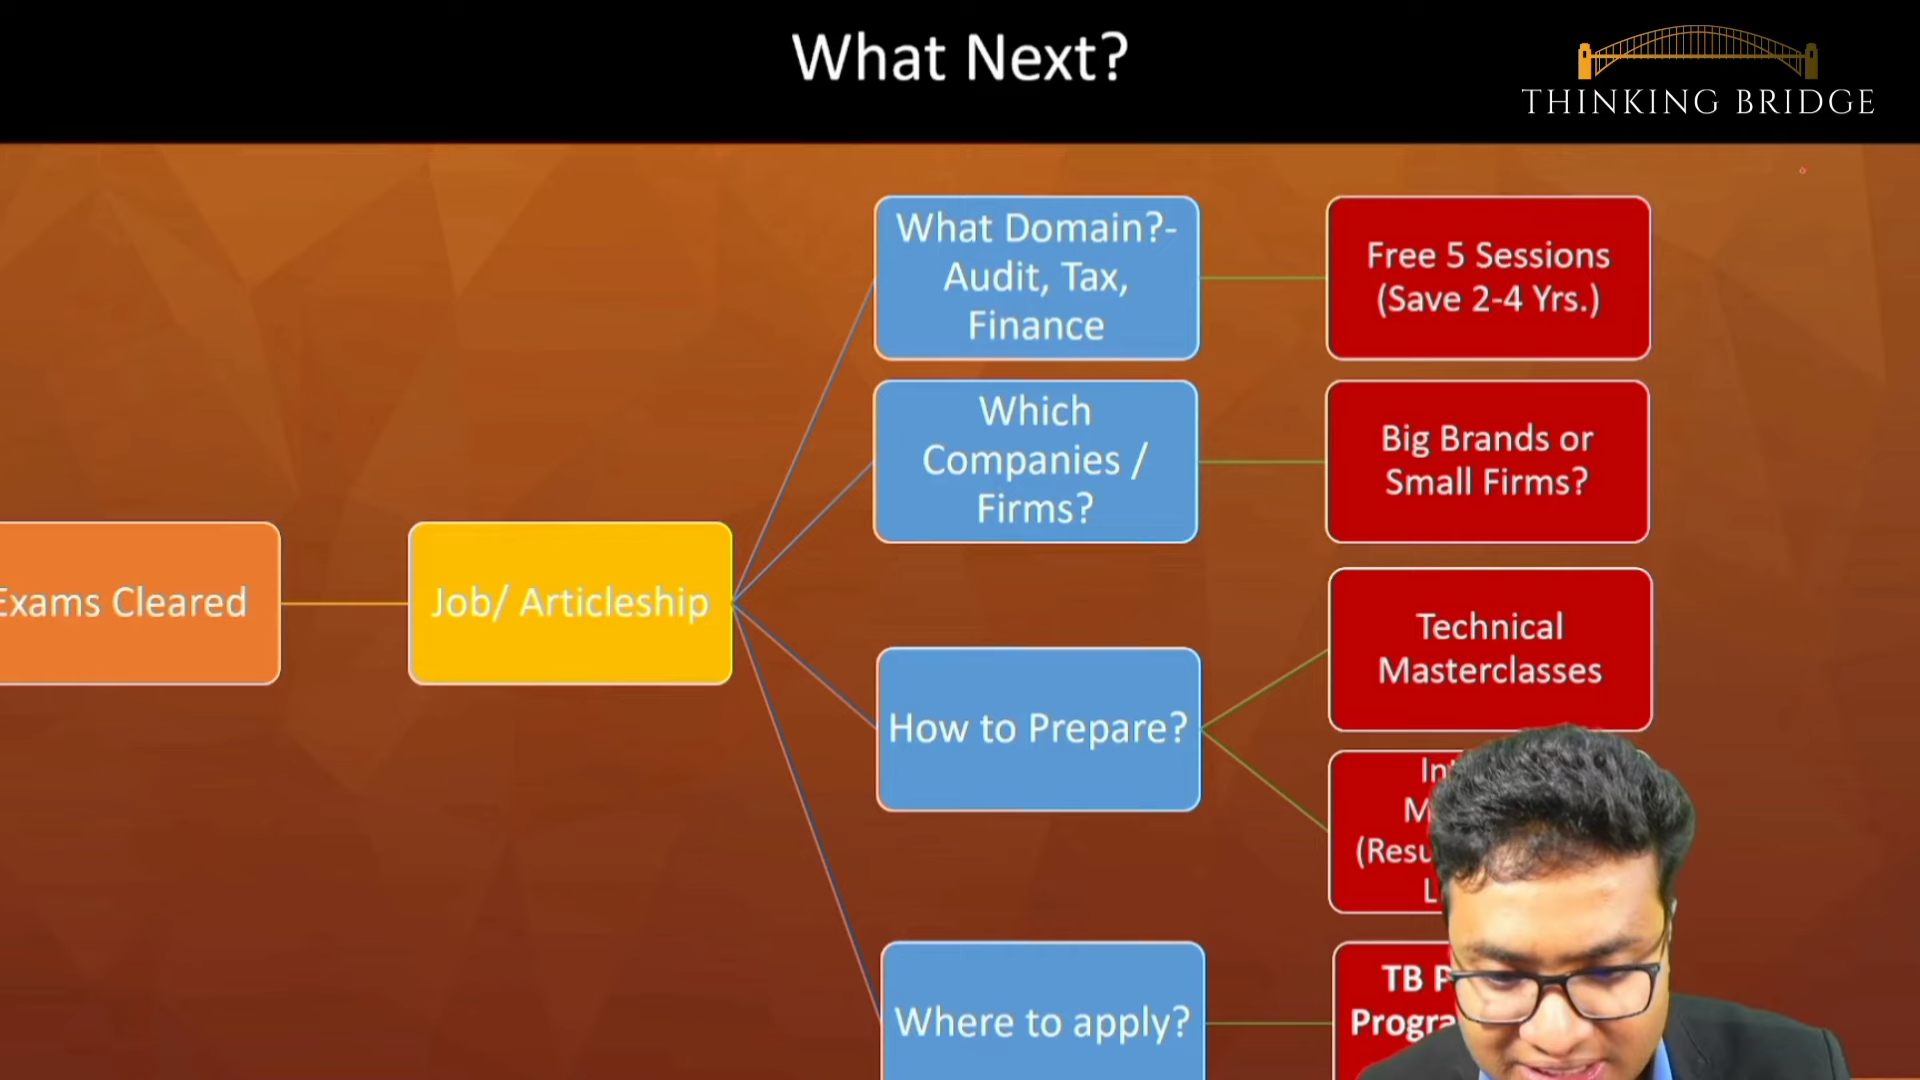 What Next?
THINKING BRIDGE
Exams Cleared
Job/ Articleship
What Domain?-
Audit, Tax,
Finance
Free 5 Sessions
(Save 2-4 Yrs.)
Which
Companies /
Firms?
Big Brands or
Small Firms?
How to Prepare?
Technical
Masterclasses
Where to apply?
TB